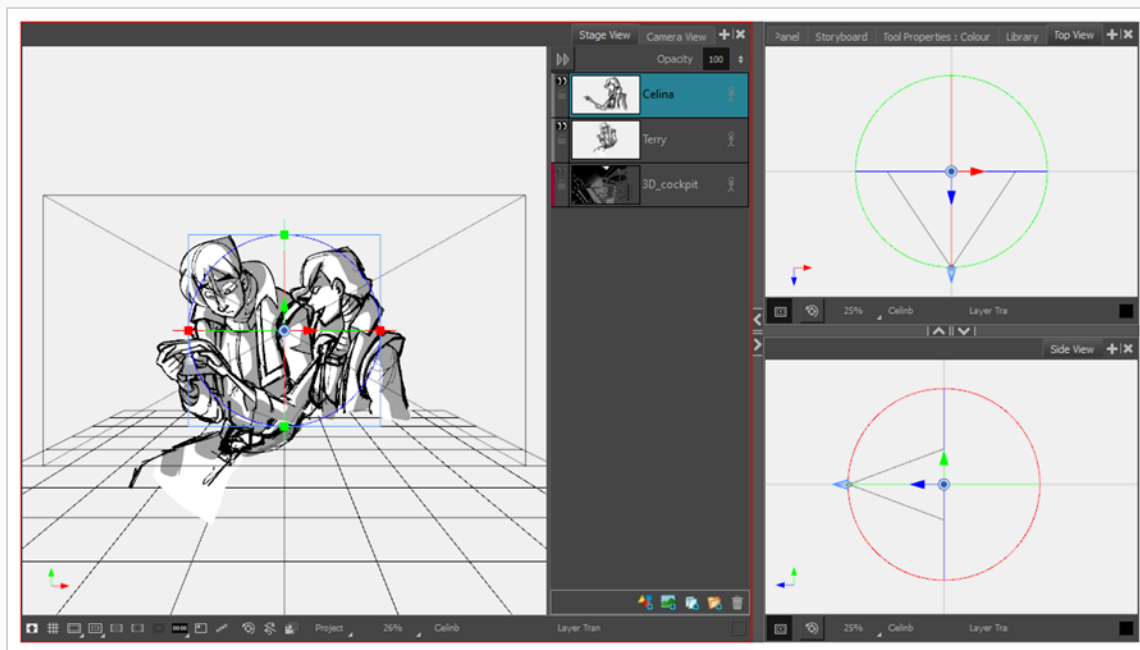 Stage View Camera View
Opacity 100
Celina
Terry
3D_cockpit
Project 26% Celinb Layer Tran
Panel Storyboard Tool Properties : Colour Library Top View
25% Celinb Layer Tra
Side View
25% Celinb Layer Tra